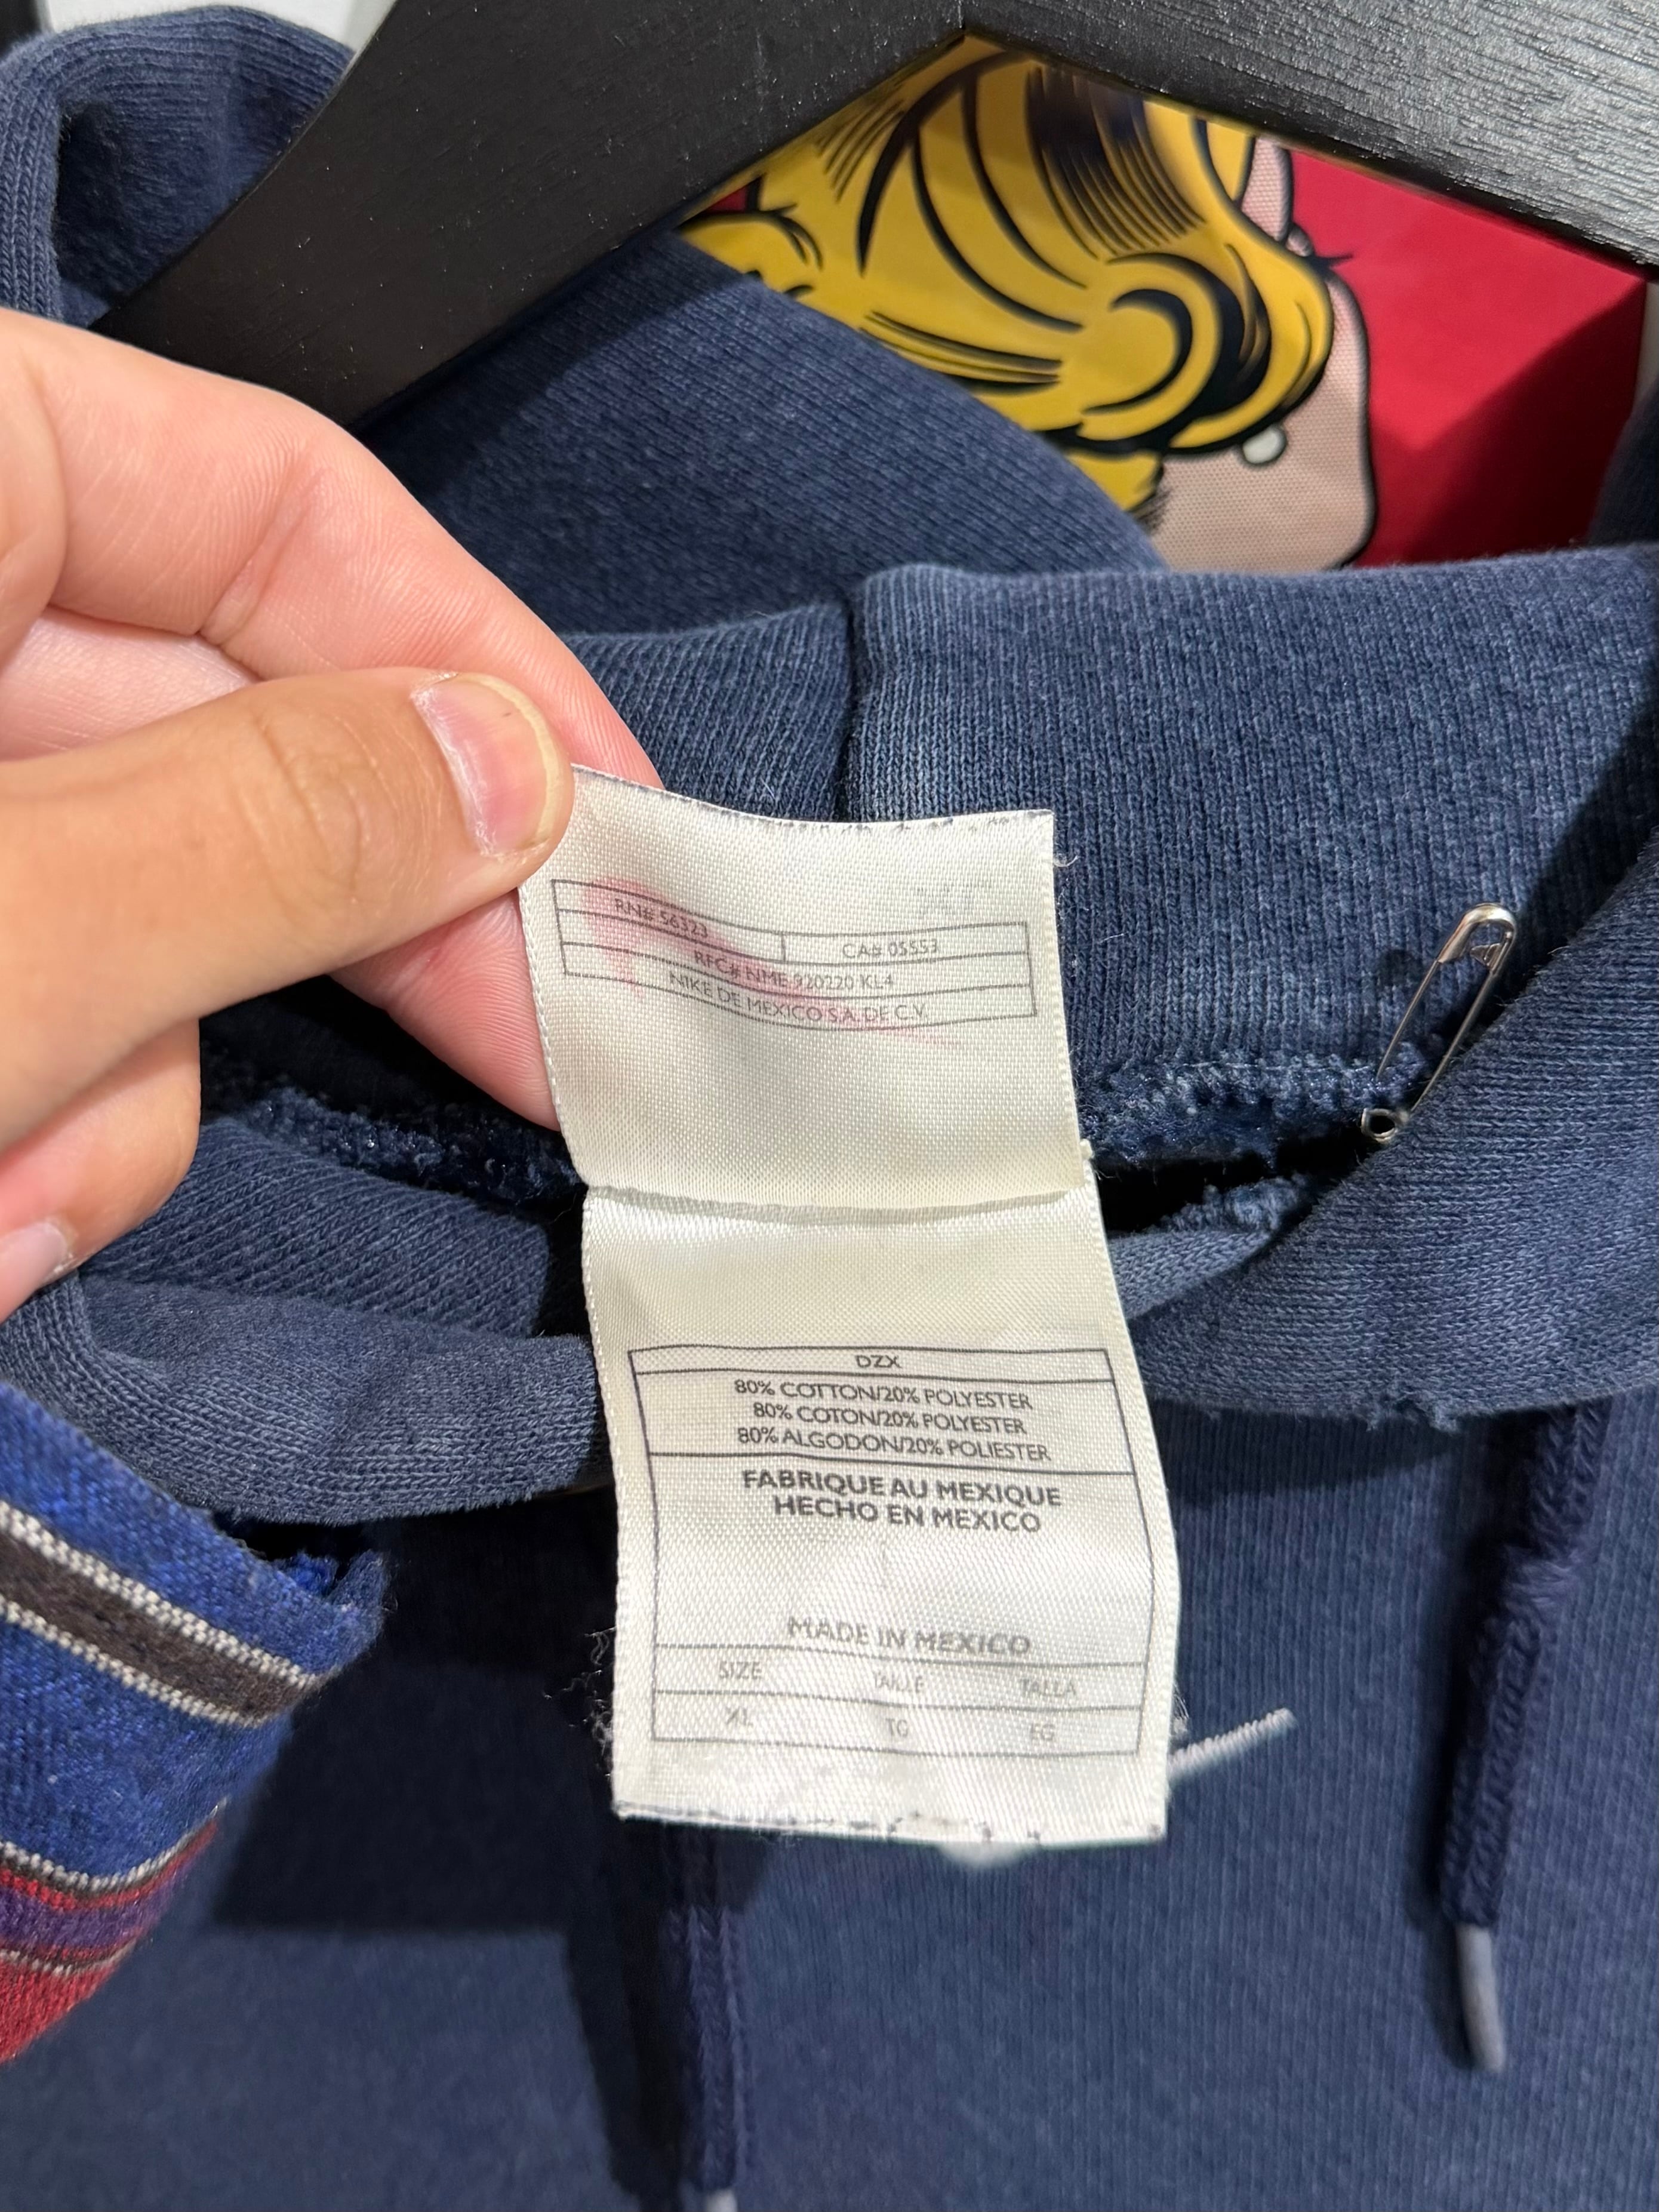 RN# 56323 CA# 05553
RFC# NME 920220 KL4
NIKE DE MEXICO S.A. DE C.V.
DZX
80% COTTON/20% POLYESTER
80% COTON/20% POLYESTER
80% ALGODON/20% POLIESTER
FABRIQUE AU MEXIQUE
HECHO EN MEXICO
MADE IN MEXICO
SIZE TAILLE TALLA
XL TG EG